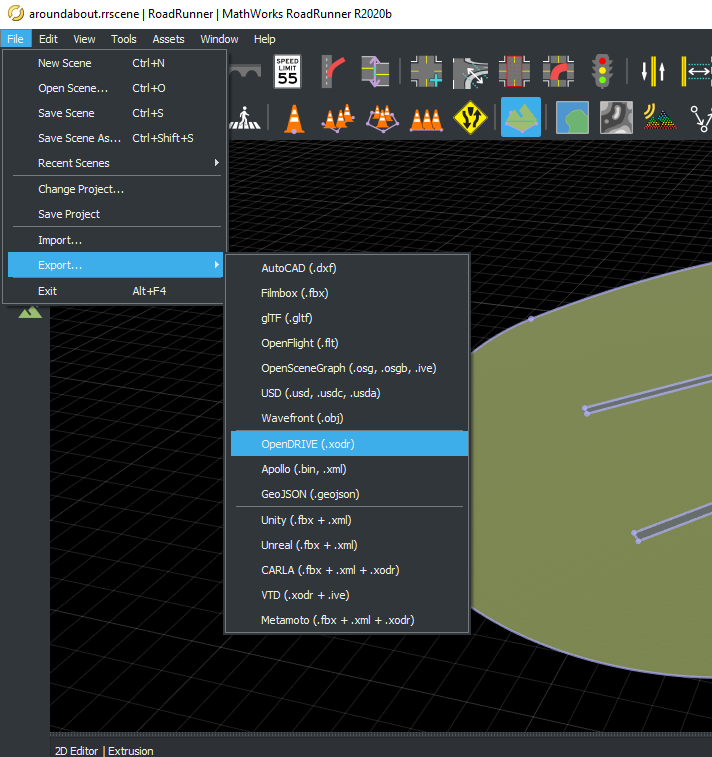 aroundabout.rrscene | RoadRunner | MathWorks RoadRunner R2020b
File Edit View Tools Assets Window Help
New Scene Ctrl+N
Open Scene... Ctrl+O
Save Scene Ctrl+S
Save Scene As... Ctrl+Shift+S
Recent Scenes
Change Project...
Save Project
Import...
Export...
Exit Alt+F4
SPEED
LIMIT
55
AutoCAD (.dxf)
Filmbox (.fbx)
glTF (.gltf)
OpenFlight (.flt)
OpenSceneGraph (.osg, .osgb, .ive)
USD (.usd, .usdc, .usda)
Wavefront (.obj)
OpenDRIVE (.xodr)
Apollo (.bin, .xml)
GeoJSON (.geojson)
Unity (.fbx + .xml)
Unreal (.fbx + .xml)
CARLA (.fbx + .xml + .xodr)
VTD (.xodr + .ive)
Metamoto (.fbx + .xml + .xodr)
2D Editor | Extrusion